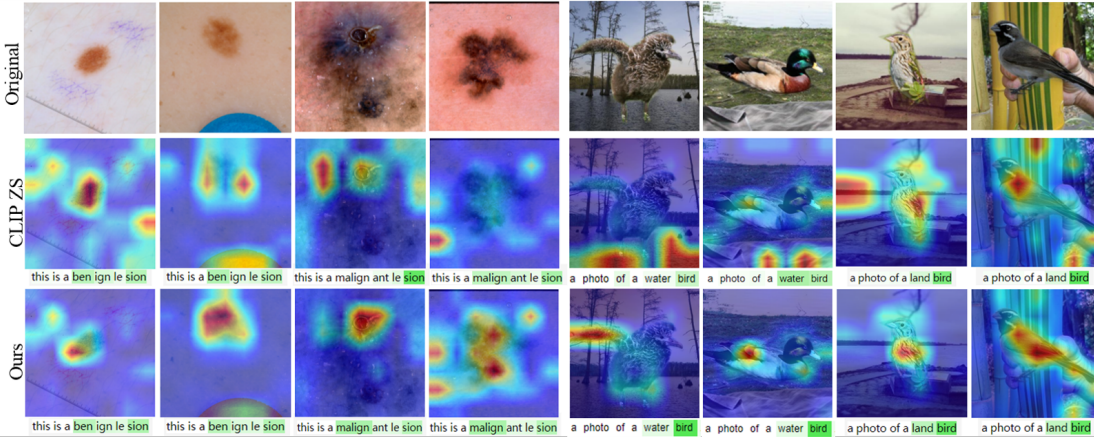 Original
CLIP ZS
this is a ben ign le sion
this is a ben ign le sion
this is a malign ant le sion
this is a malign ant le sion
a photo of a water bird
a photo of a water bird
a photo of a land bird
a photo of a land bird
Ours
this is a ben ign le sion
this is a ben ign le sion
this is a malign ant le sion
this is a malign ant le sion
a photo of a water bird
a photo of a water bird
a photo of a land bird
a photo of a land bird